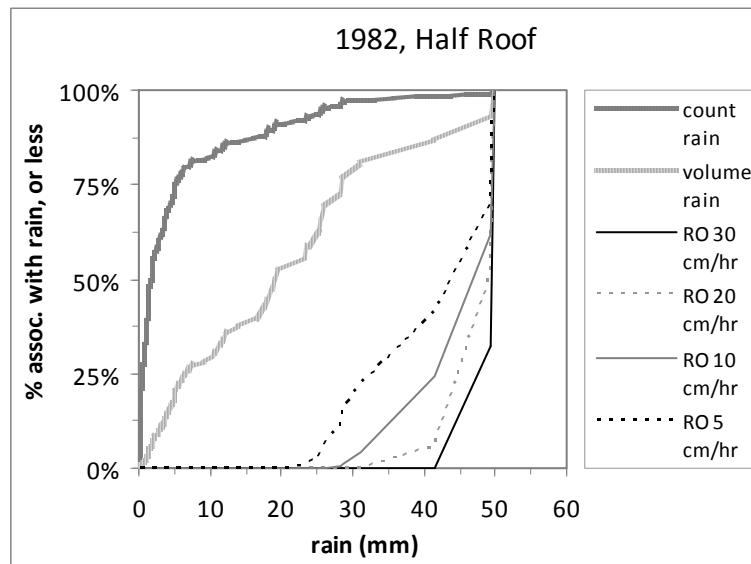 1982, Half Roof
% assoc. with rain, or less
100%
75%
50%
25%
0%
0 10 20 30 40 50 60
rain (mm)
count
rain
volume
rain
RO 30
cm/hr
RO 20
cm/hr
RO 10
cm/hr
RO 5
cm/hr